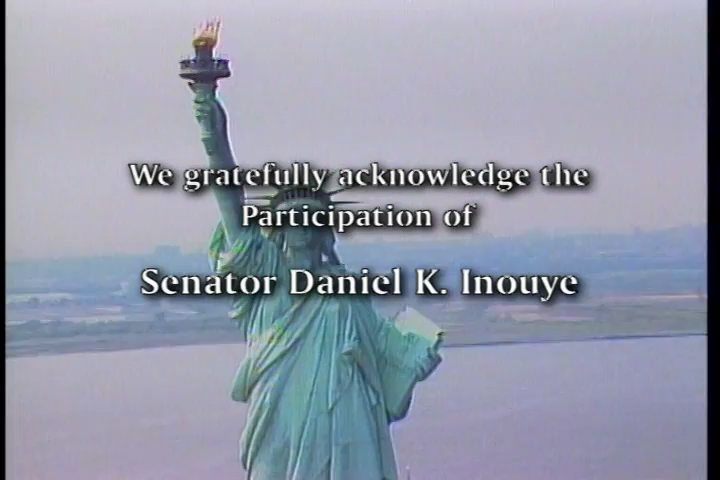 We gratefully acknowledge the
Participation of
Senator Daniel K. Inouye